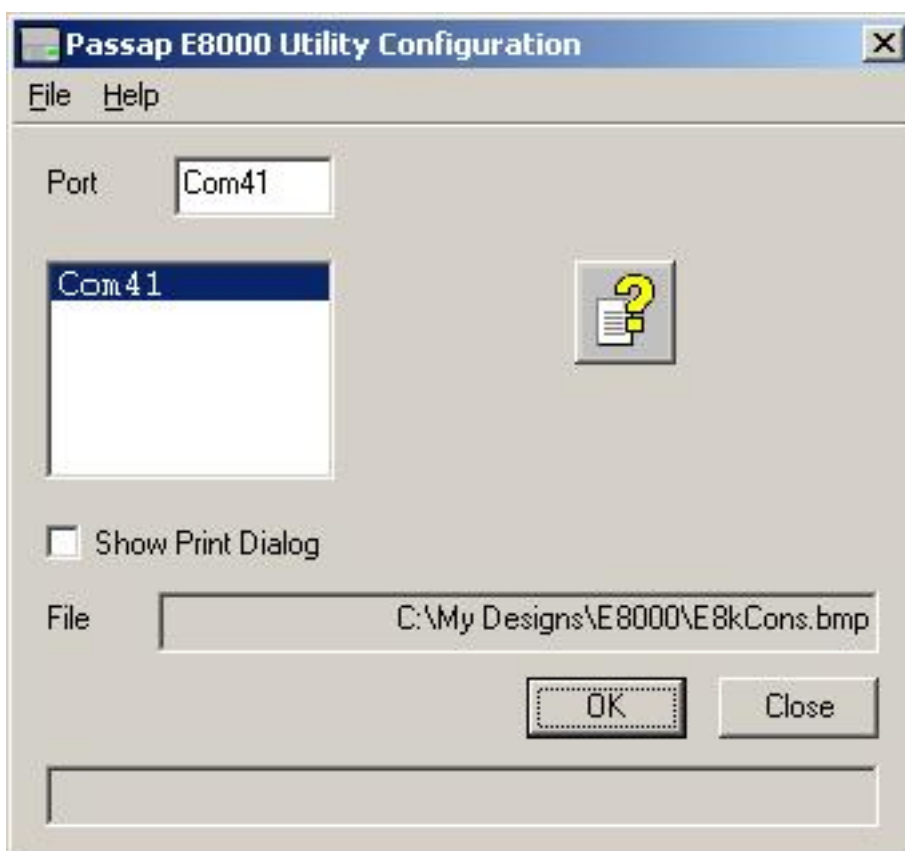 Passap E8000 Utility Configuration
File Help
Port Com41
Com41
Show Print Dialog
File C:\My Designs\E8000\E8kCons.bmp
OK Close